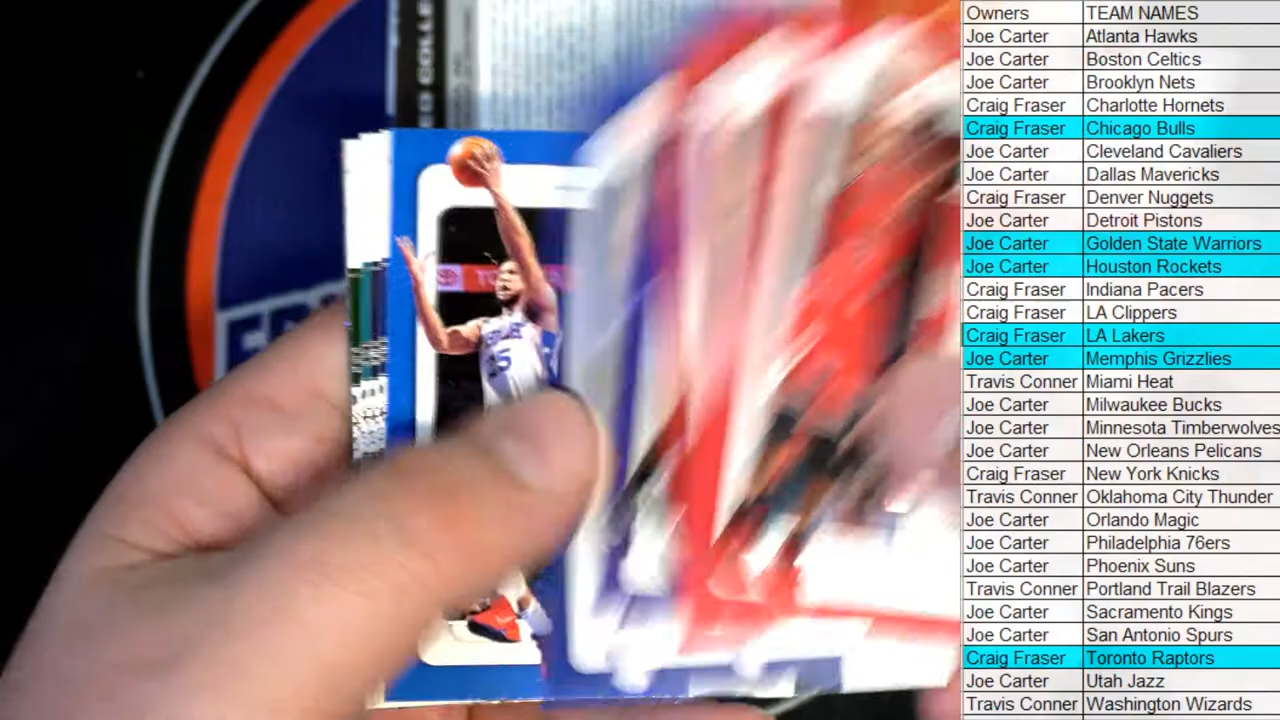 Owners TEAM NAMES
Joe Carter Atlanta Hawks
Joe Carter Boston Celtics
Joe Carter Brooklyn Nets
Craig Fraser Charlotte Hornets
Craig Fraser Chicago Bulls
Joe Carter Cleveland Cavaliers
Joe Carter Dallas Mavericks
Craig Fraser Denver Nuggets
Joe Carter Detroit Pistons
Joe Carter Golden State Warriors
Joe Carter Houston Rockets
Craig Fraser Indiana Pacers
Craig Fraser LA Clippers
Craig Fraser LA Lakers
Joe Carter Memphis Grizzlies
Travis Conner Miami Heat
Joe Carter Milwaukee Bucks
Joe Carter Minnesota Timberwolves
Joe Carter New Orleans Pelicans
Craig Fraser New York Knicks
Travis Conner Oklahoma City Thunder
Joe Carter Orlando Magic
Joe Carter Philadelphia 76ers
Joe Carter Phoenix Suns
Travis Conner Portland Trail Blazers
Joe Carter Sacramento Kings
Joe Carter San Antonio Spurs
Craig Fraser Toronto Raptors
Joe Carter Utah Jazz
Travis Conner Washington Wizards